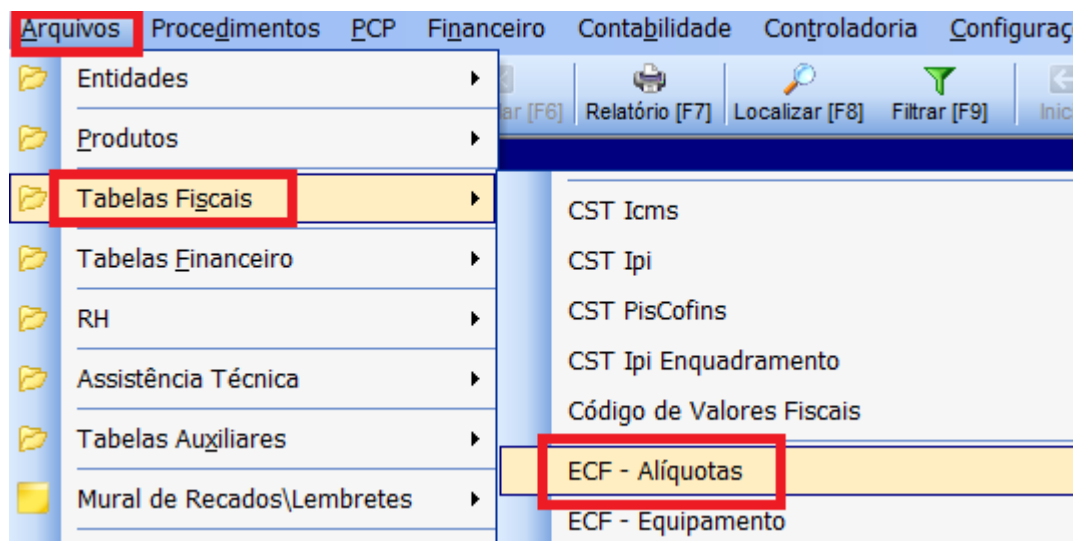 Arquivos Procedimentos PCP Financeiro Contabilidade Controladoria
Relatório [F7] Localizar [F8] Filtrar [F9]
Entidades
Produtos
Tabelas Fiscais
Tabelas Financeiro
RH
Assistência Técnica
Tabelas Auxiliares
Mural de Recados\Lembretes
CST Icms
CST Ipi
CST PisCofins
CST Ipi Enquadramento
Código de Valores Fiscais
ECF - Alíquotas
ECF - Equipamento